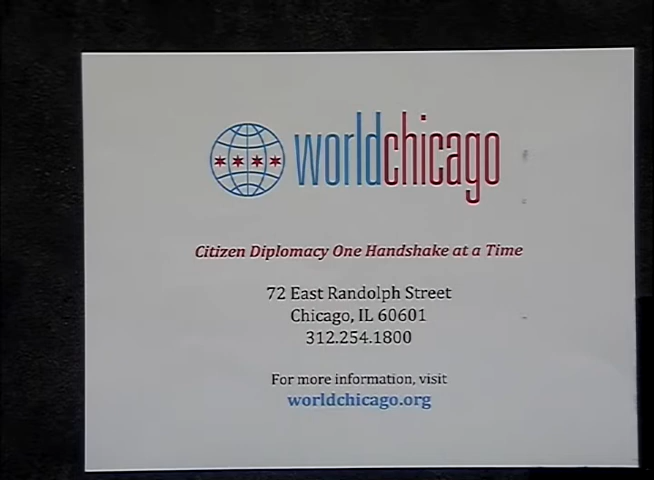 worldchicago
Citizen Diplomacy One Handshake at a Time
72 East Randolph Street
Chicago, IL 60601
312.254.1800
For more information, visit
worldchicago.org